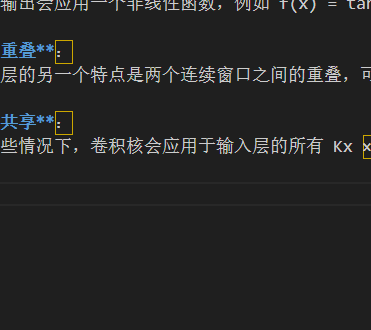 输出会应用一个非线性函数，例如 f(x) = tan
重叠**：
层的另一个特点是两个连续窗口之间的重叠，可
共享**：
些情况下，卷积核会应用于输入层的所有 Kx x